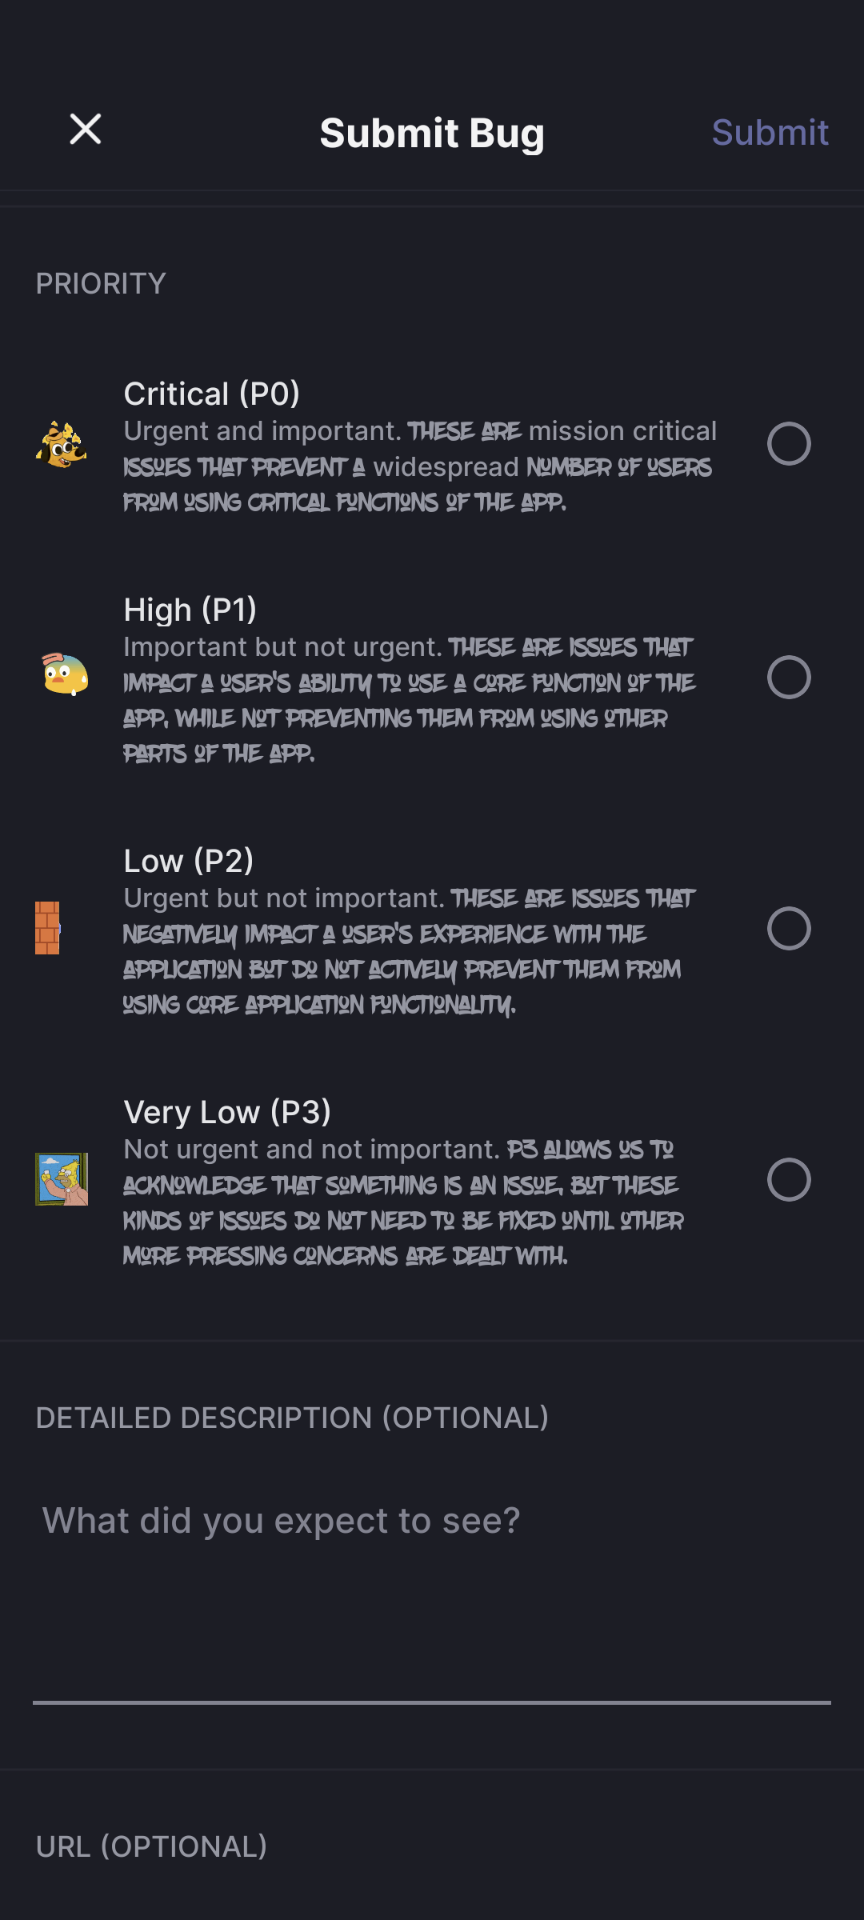 Submit Bug
Submit
PRIORITY
Critical (P0)
Urgent and important. THESE ARE mission critical
ISSUES THAT PREVENT A widespread NUMBER OF USERS
FROM USING CRITICAL FUNCTIONS OF THE APP.
High (P1)
Important but not urgent. THESE ARE ISSUES THAT
IMPACT A USER'S ABILITY TO USE A CORE FUNCTION OF THE
APP, WHILE NOT PREVENTING THEM FROM USING OTHER
PARTS OF THE APP.
Low (P2)
Urgent but not important. THESE ARE ISSUES THAT
NEGATIVELY IMPACT A USER'S EXPERIENCE WITH THE
APPLICATION BUT DO NOT ACTIVELY PREVENT THEM FROM
USING CORE APPLICATION FUNCTIONALITY.
Very Low (P3)
Not urgent and not important. P3 ALLOWS US TO
ACKNOWLEDGE THAT SOMETHING IS AN ISSUE, BUT THESE
KINDS OF ISSUES DO NOT NEED TO BE FIXED UNTIL OTHER
MORE PRESSING CONCERNS ARE DEALT WITH.
DETAILED DESCRIPTION (OPTIONAL)
What did you expect to see?
URL (OPTIONAL)